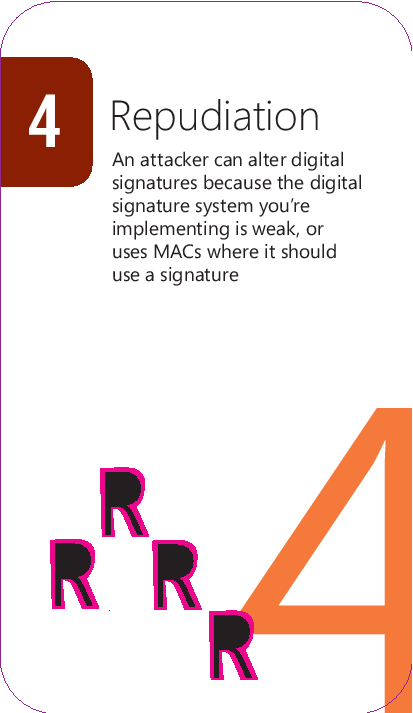 4
Repudiation
An attacker can alter digital
signatures because the digital
signature system you're
implementing is weak, or
uses MACs where it should
use a signature
R
R R
R
4